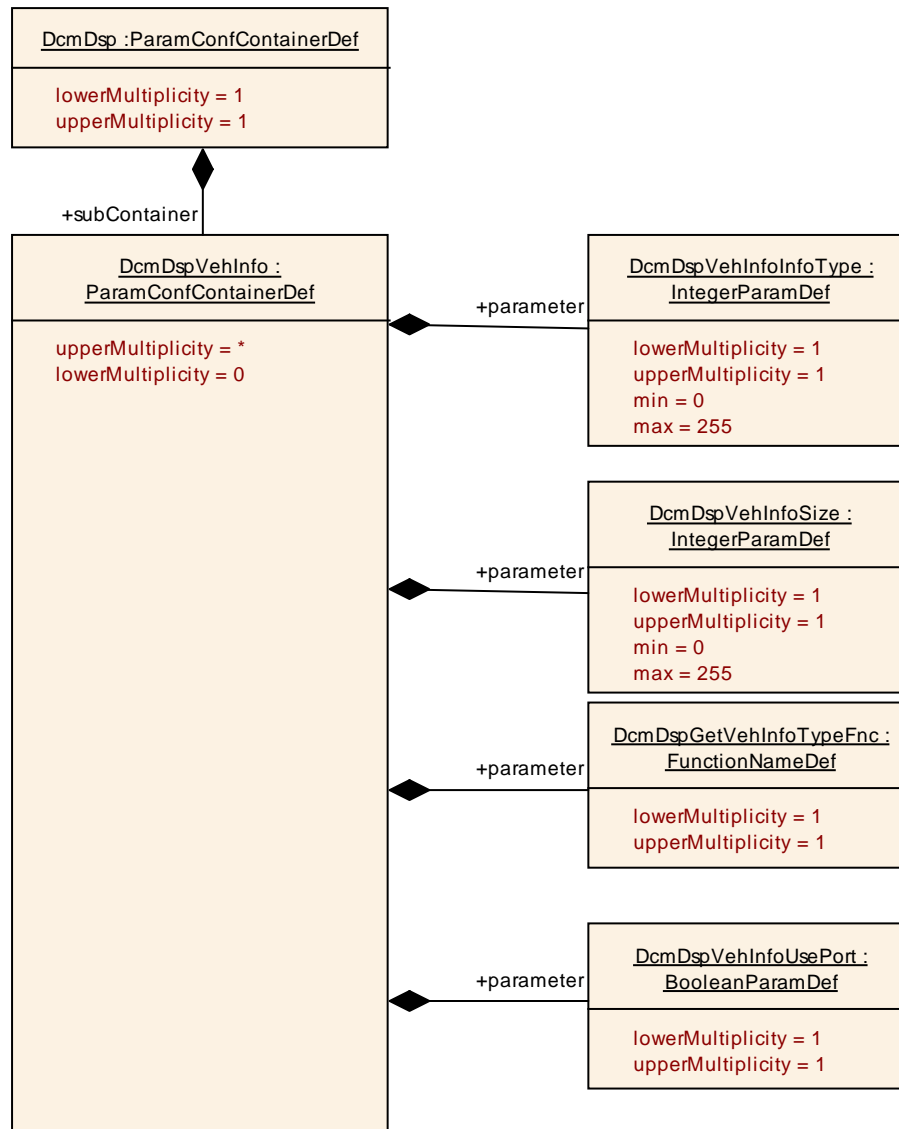 DcmDsp :ParamConfContainerDef
lowerMultiplicity = 1
upperMultiplicity = 1
+subContainer
DcmDspVehInfo :
ParamConfContainerDef
upperMultiplicity = *
lowerMultiplicity = 0
+parameter
DcmDspVehInfoInfoType :
IntegerParamDef
lowerMultiplicity = 1
upperMultiplicity = 1
min = 0
max = 255
+parameter
DcmDspVehInfoSize :
IntegerParamDef
lowerMultiplicity = 1
upperMultiplicity = 1
min = 0
max = 255
+parameter
DcmDspGetVehInfoTypeFnc :
FunctionNameDef
lowerMultiplicity = 1
upperMultiplicity = 1
+parameter
DcmDspVehInfoUsePort :
BooleanParamDef
lowerMultiplicity = 1
upperMultiplicity = 1